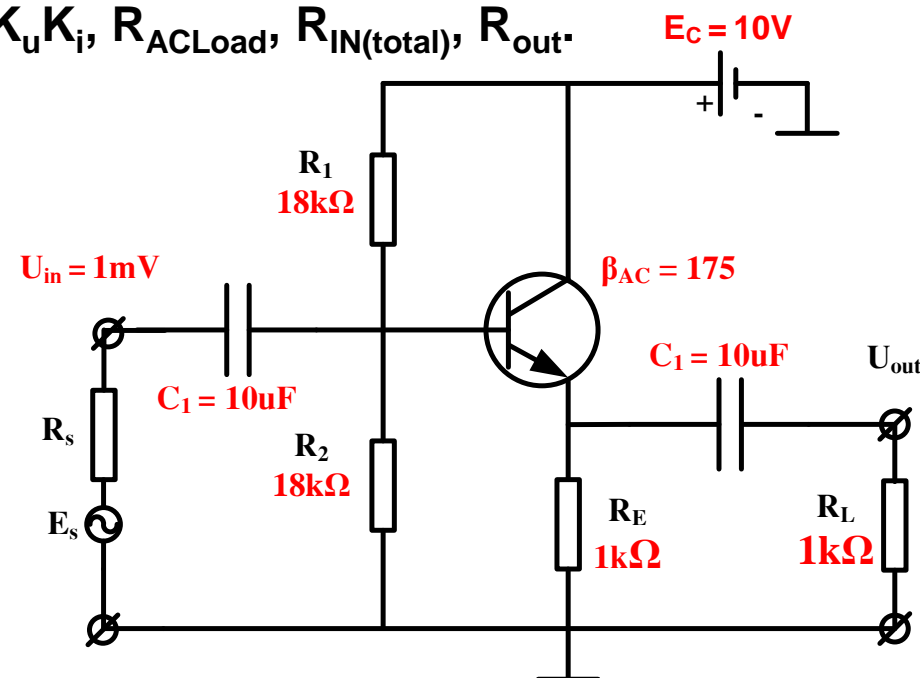 KuKi, RACLoad, RIN(total), Rout.
EC = 10V
+
-
R1
18kΩ
Uin = 1mV
βAC = 175
C1 = 10uF
Uout
C1 = 10uF
Rs
R2
18kΩ
Es
RE
1kΩ
RL
1kΩ